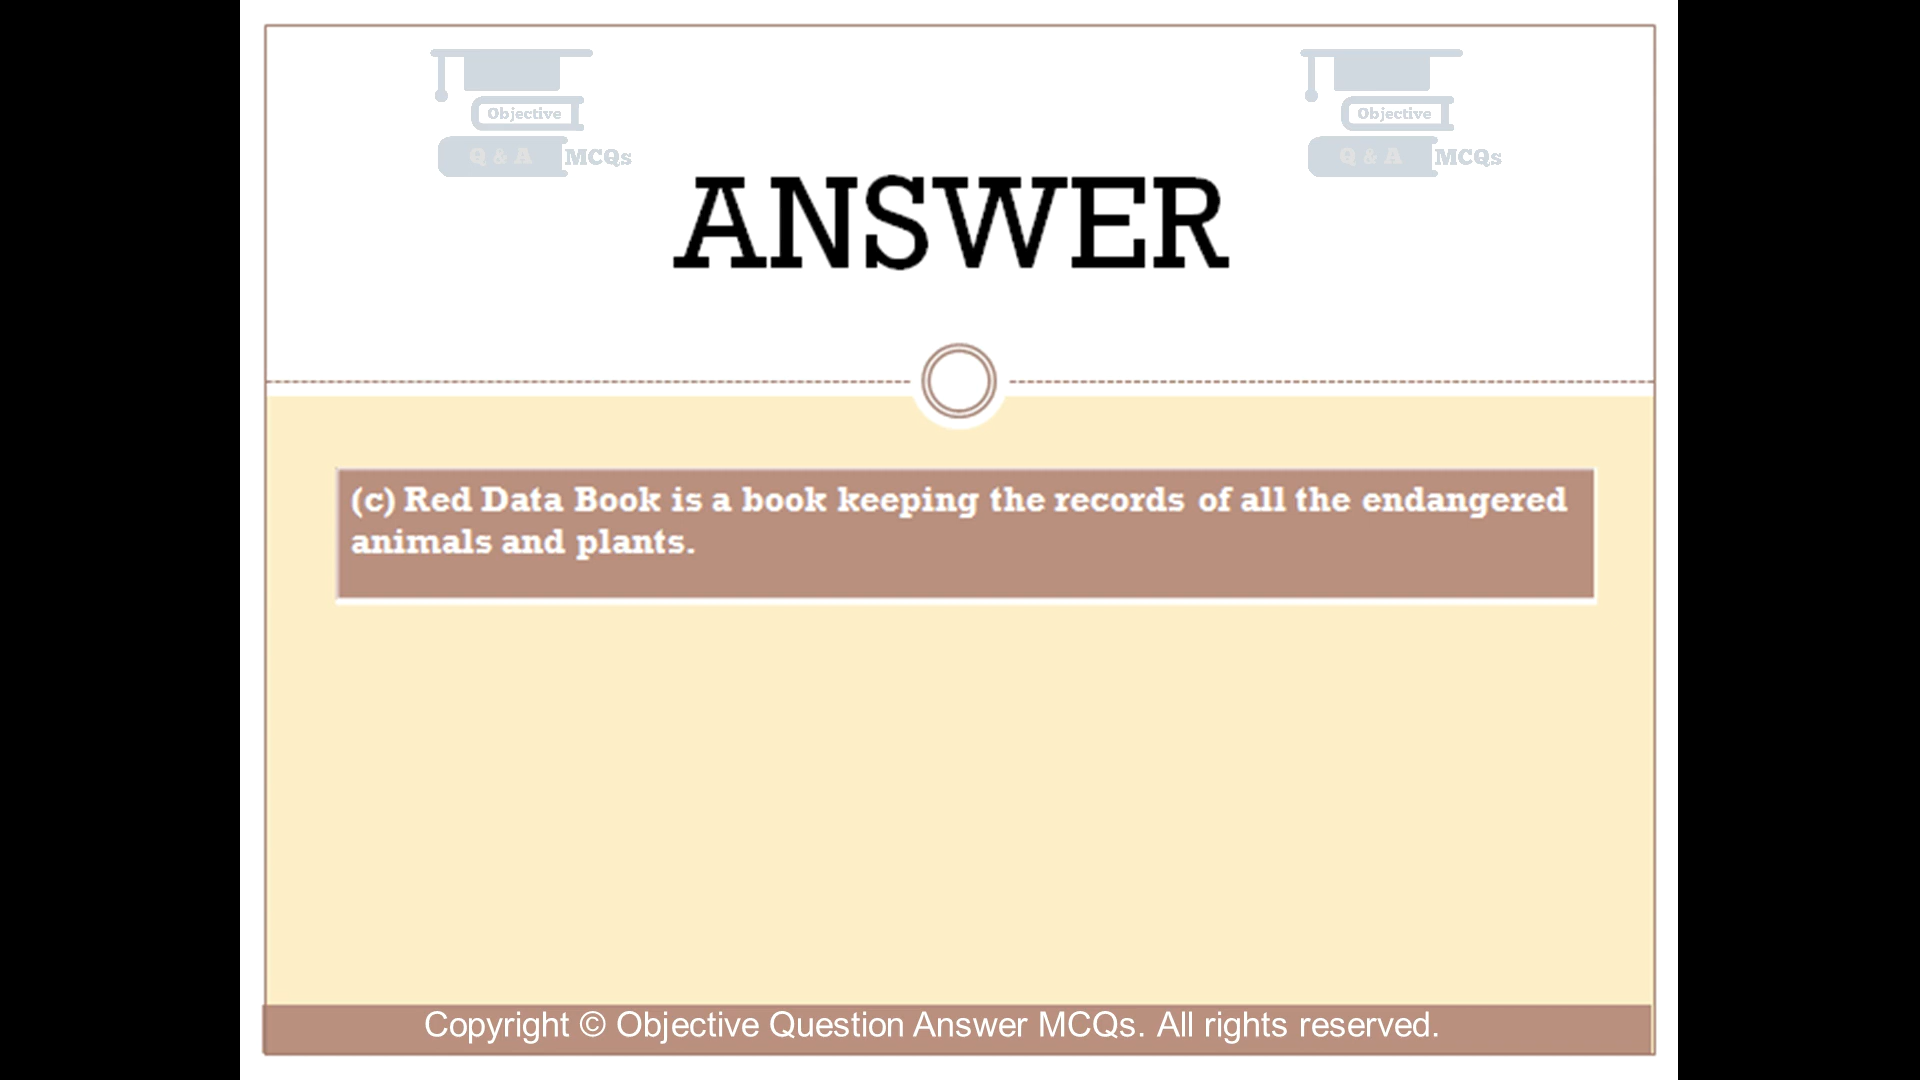 Objective
Q & A MCQs
Objective
Q & A MCQs
ANSWER
(c) Red Data Book is a book keeping the records of all the endangered
animals and plants.
Copyright © Objective Question Answer MCQs. All rights reserved.